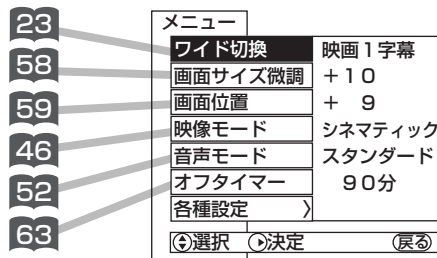 メニュー
23 ワイド切換 映画1字幕
58 画面サイズ微調 +10
59 画面位置 + 9
46 映像モード シネマティック
52 音声モード スタンダード
63 オフタイマー 90分
各種設定 〉
選択 決定 戻る